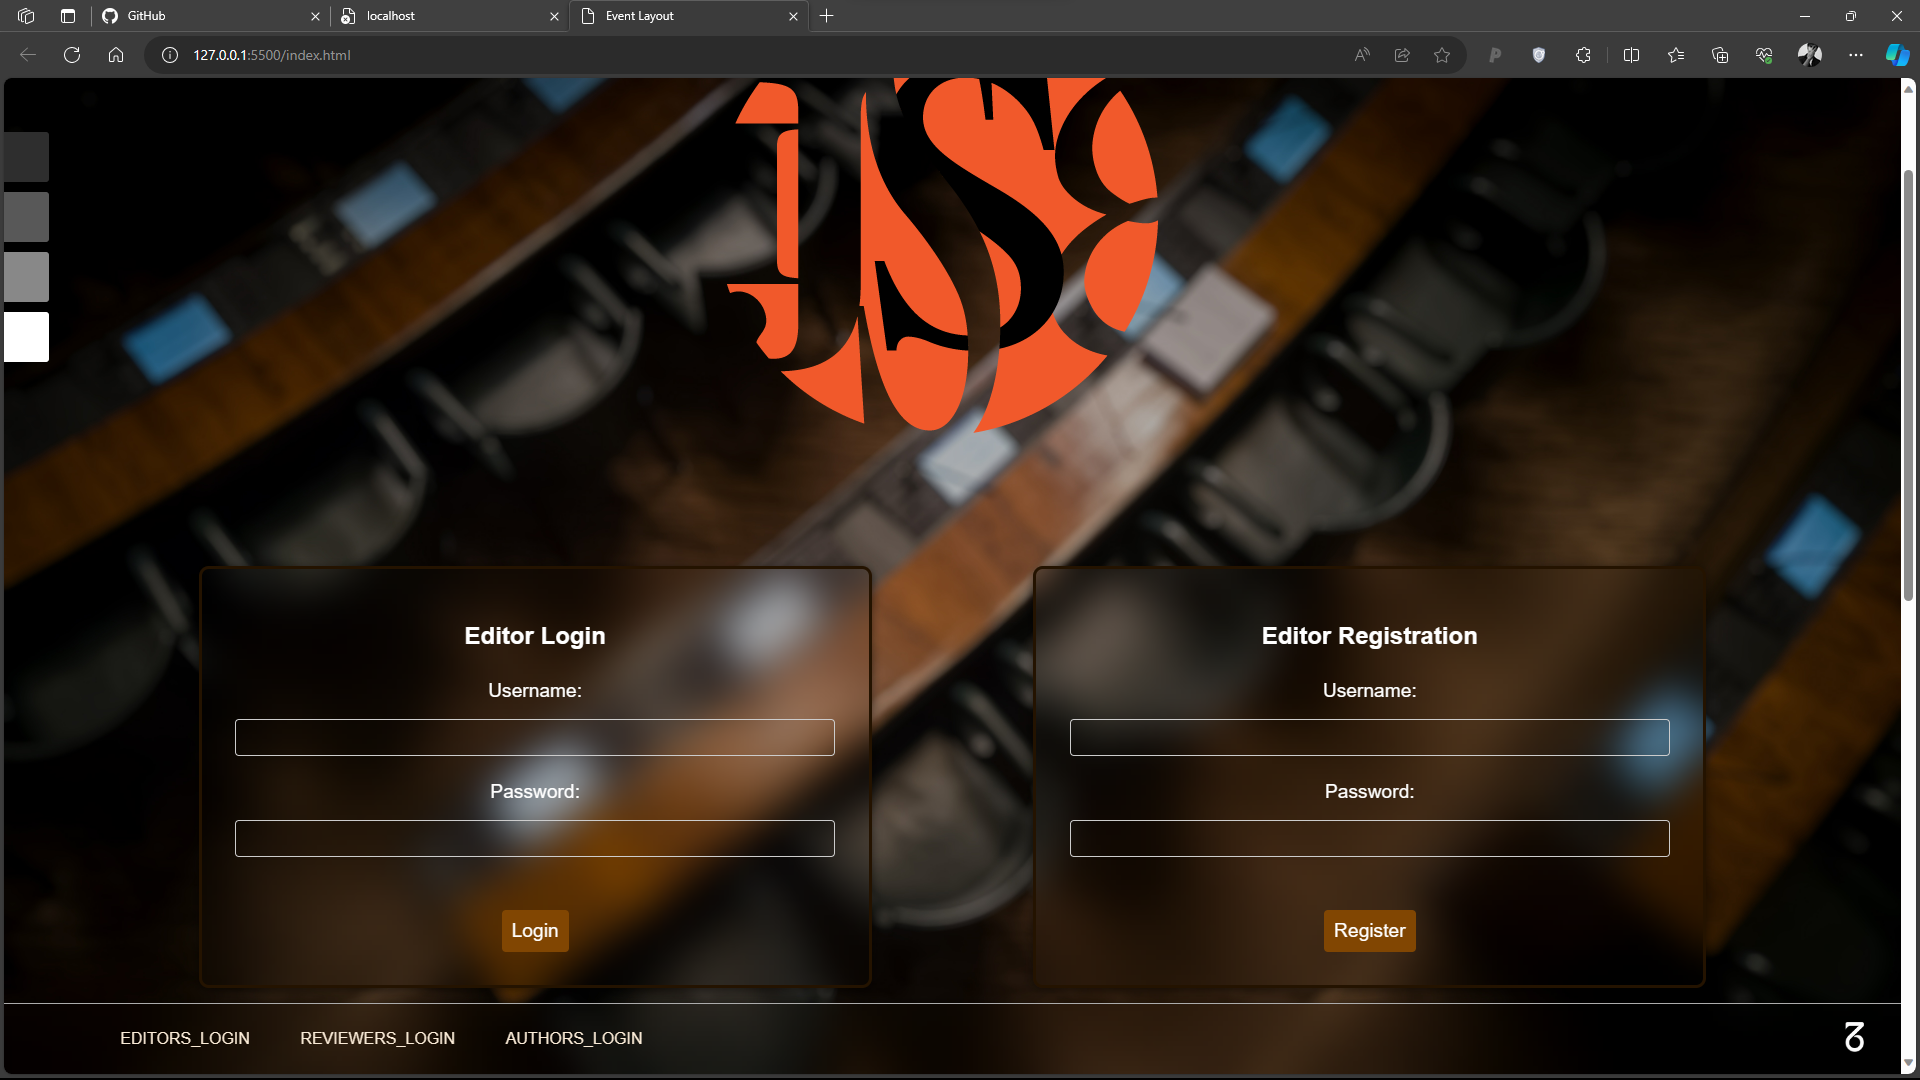 GitHub
localhost
Event Layout
127.0.0.1:5500/index.html
JS
Editor Login
Editor Registration
Username:
Username:
Password:
Password:
Login
Register
EDITORS_LOGIN
REVIEWERS_LOGIN
AUTHORS_LOGIN